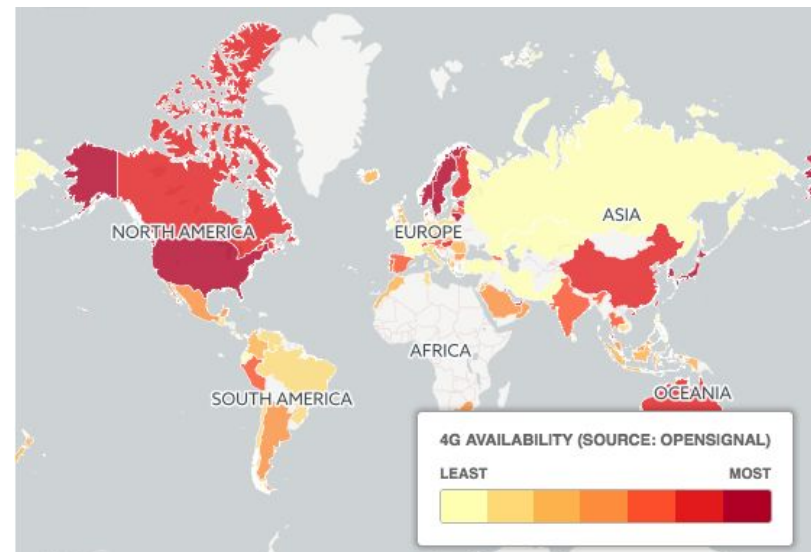 NORTH AMERICA
EUROPE
ASIA
AFRICA
SOUTH AMERICA
OCEANIA
4G AVAILABILITY (SOURCE: OPENSIGNAL)
LEAST MOST